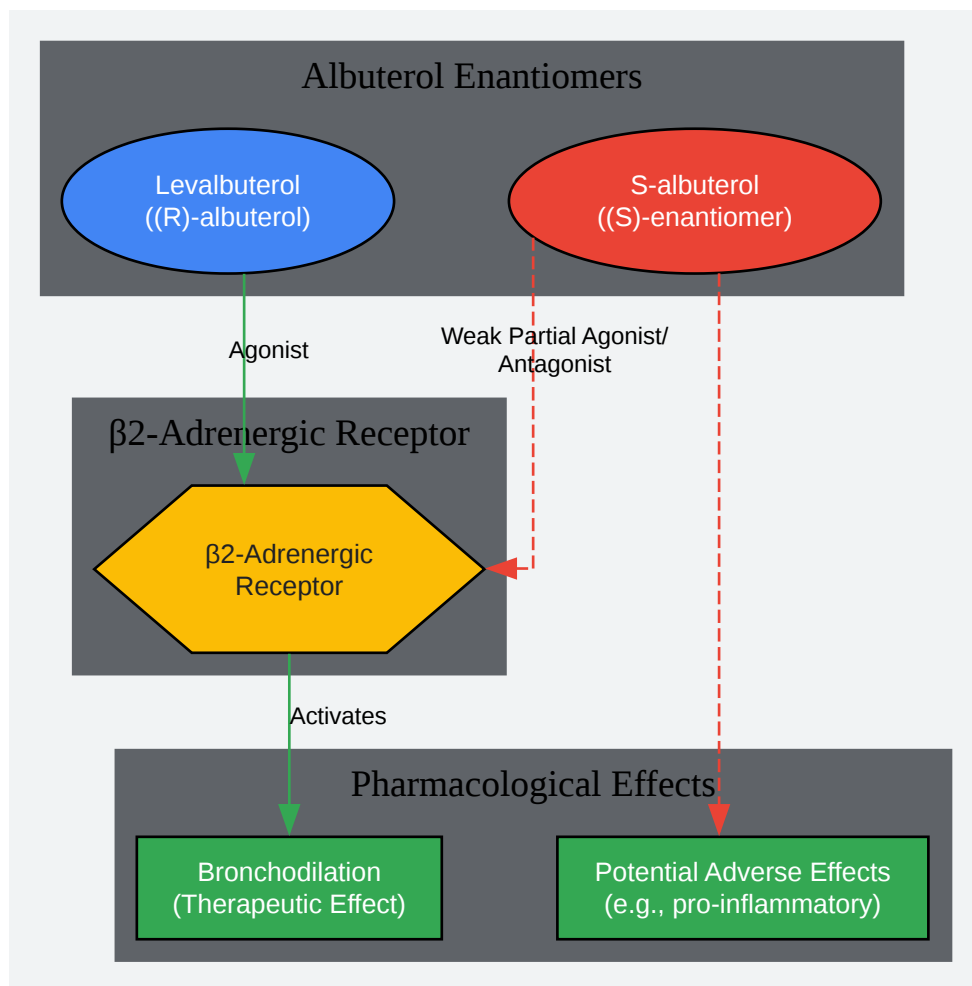 Albuterol Enantiomers
Levalbuterol
((R)-albuterol)
S-albuterol
((S)-enantiomer)
Agonist
Weak Partial Agonist/
Antagonist
β2-Adrenergic Receptor
β2-Adrenergic
Receptor
Activates
Pharmacological Effects
Bronchodilation
(Therapeutic Effect)
Potential Adverse Effects
(e.g., pro-inflammatory)